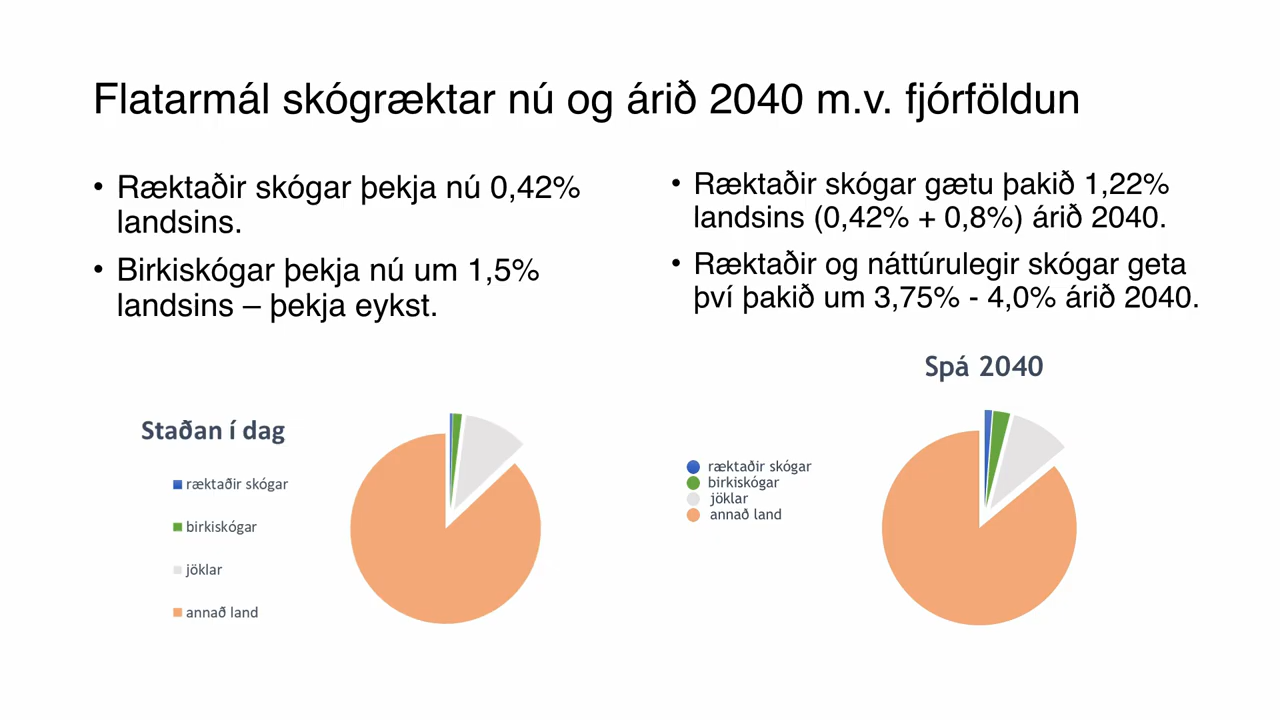 Flatarmál skógræktar nú og árið 2040 m.v. fjórföldun
• Ræktaðir skógar þekja nú 0,42%
landsins.
• Birkiskógar þekja nú um 1,5%
landsins – þekja eykst.
• Ræktaðir skógar gætu þakið 1,22%
landsins (0,42% + 0,8%) árið 2040.
• Ræktaðir og náttúrulegir skógar geta
því þakið um 3,75% - 4,0% árið 2040.
Staðan í dag
ræktaðir skógar
birkiskógar
jöklar
annað land
Spá 2040
ræktaðir skógar
birkiskógar
jöklar
annað land